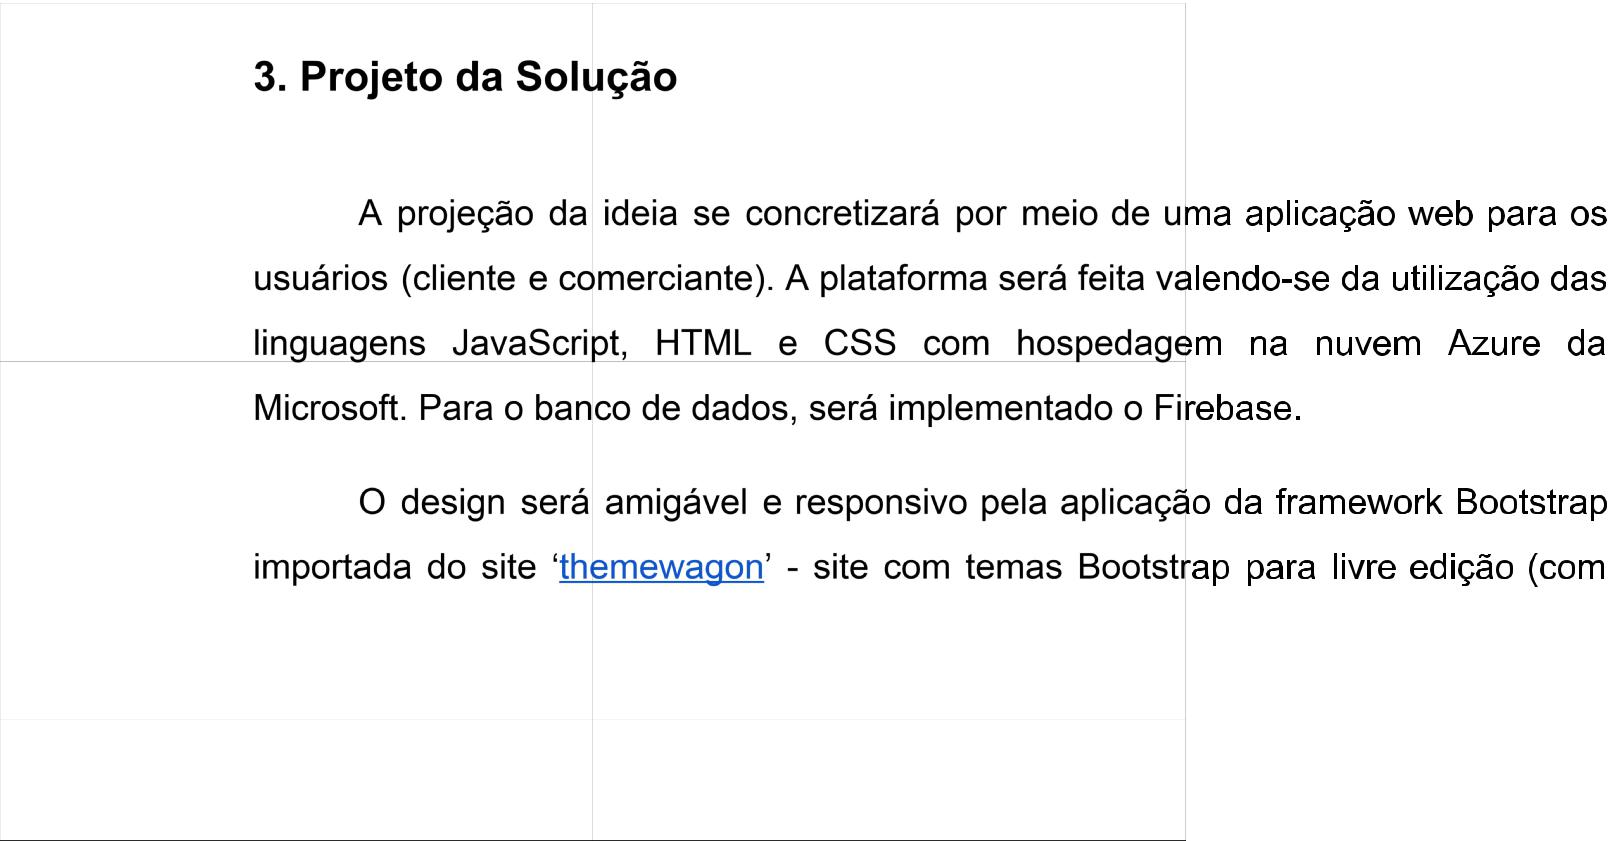 3. Projeto da Solução
A projeção da ideia se concretizará por meio de uma aplicação web para os
usuários (cliente e comerciante). A plataforma será feita valendo-se da utilização das
linguagens JavaScript, HTML e CSS com hospedagem na nuvem Azure da
Microsoft. Para o banco de dados, será implementado o Firebase.
O design será amigável e responsivo pela aplicação da framework Bootstrap
importada do site ‘themewagon’ - site com temas Bootstrap para livre edição (com